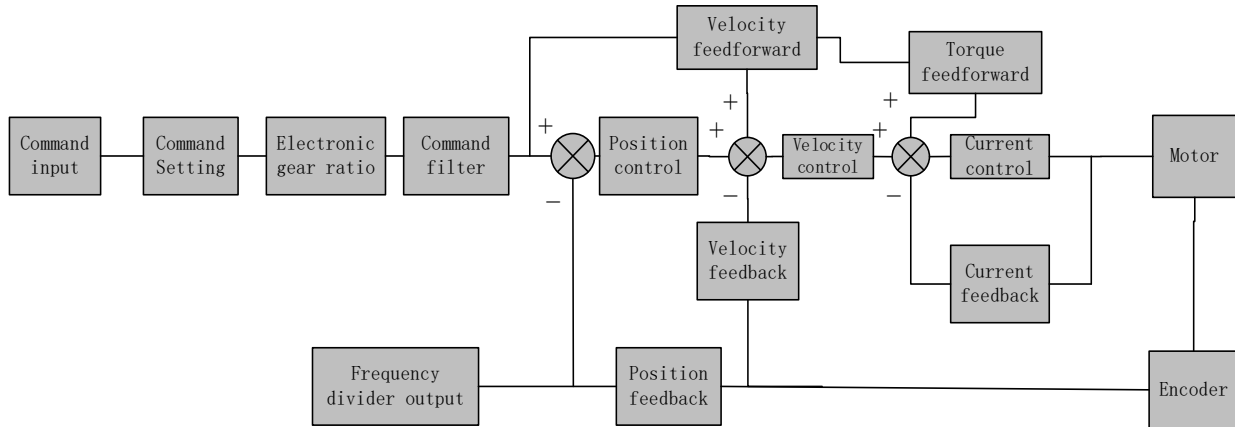 Velocity
feedforward
Torque
feedforward
+
+
+
+
+
Command
input
Command
Setting
Electronic
gear ratio
Command
filter
Position
control
Velocity
control
Current
control
Motor
−
−
−
Velocity
feedback
Current
feedback
Frequency
divider output
Position
feedback
Encoder